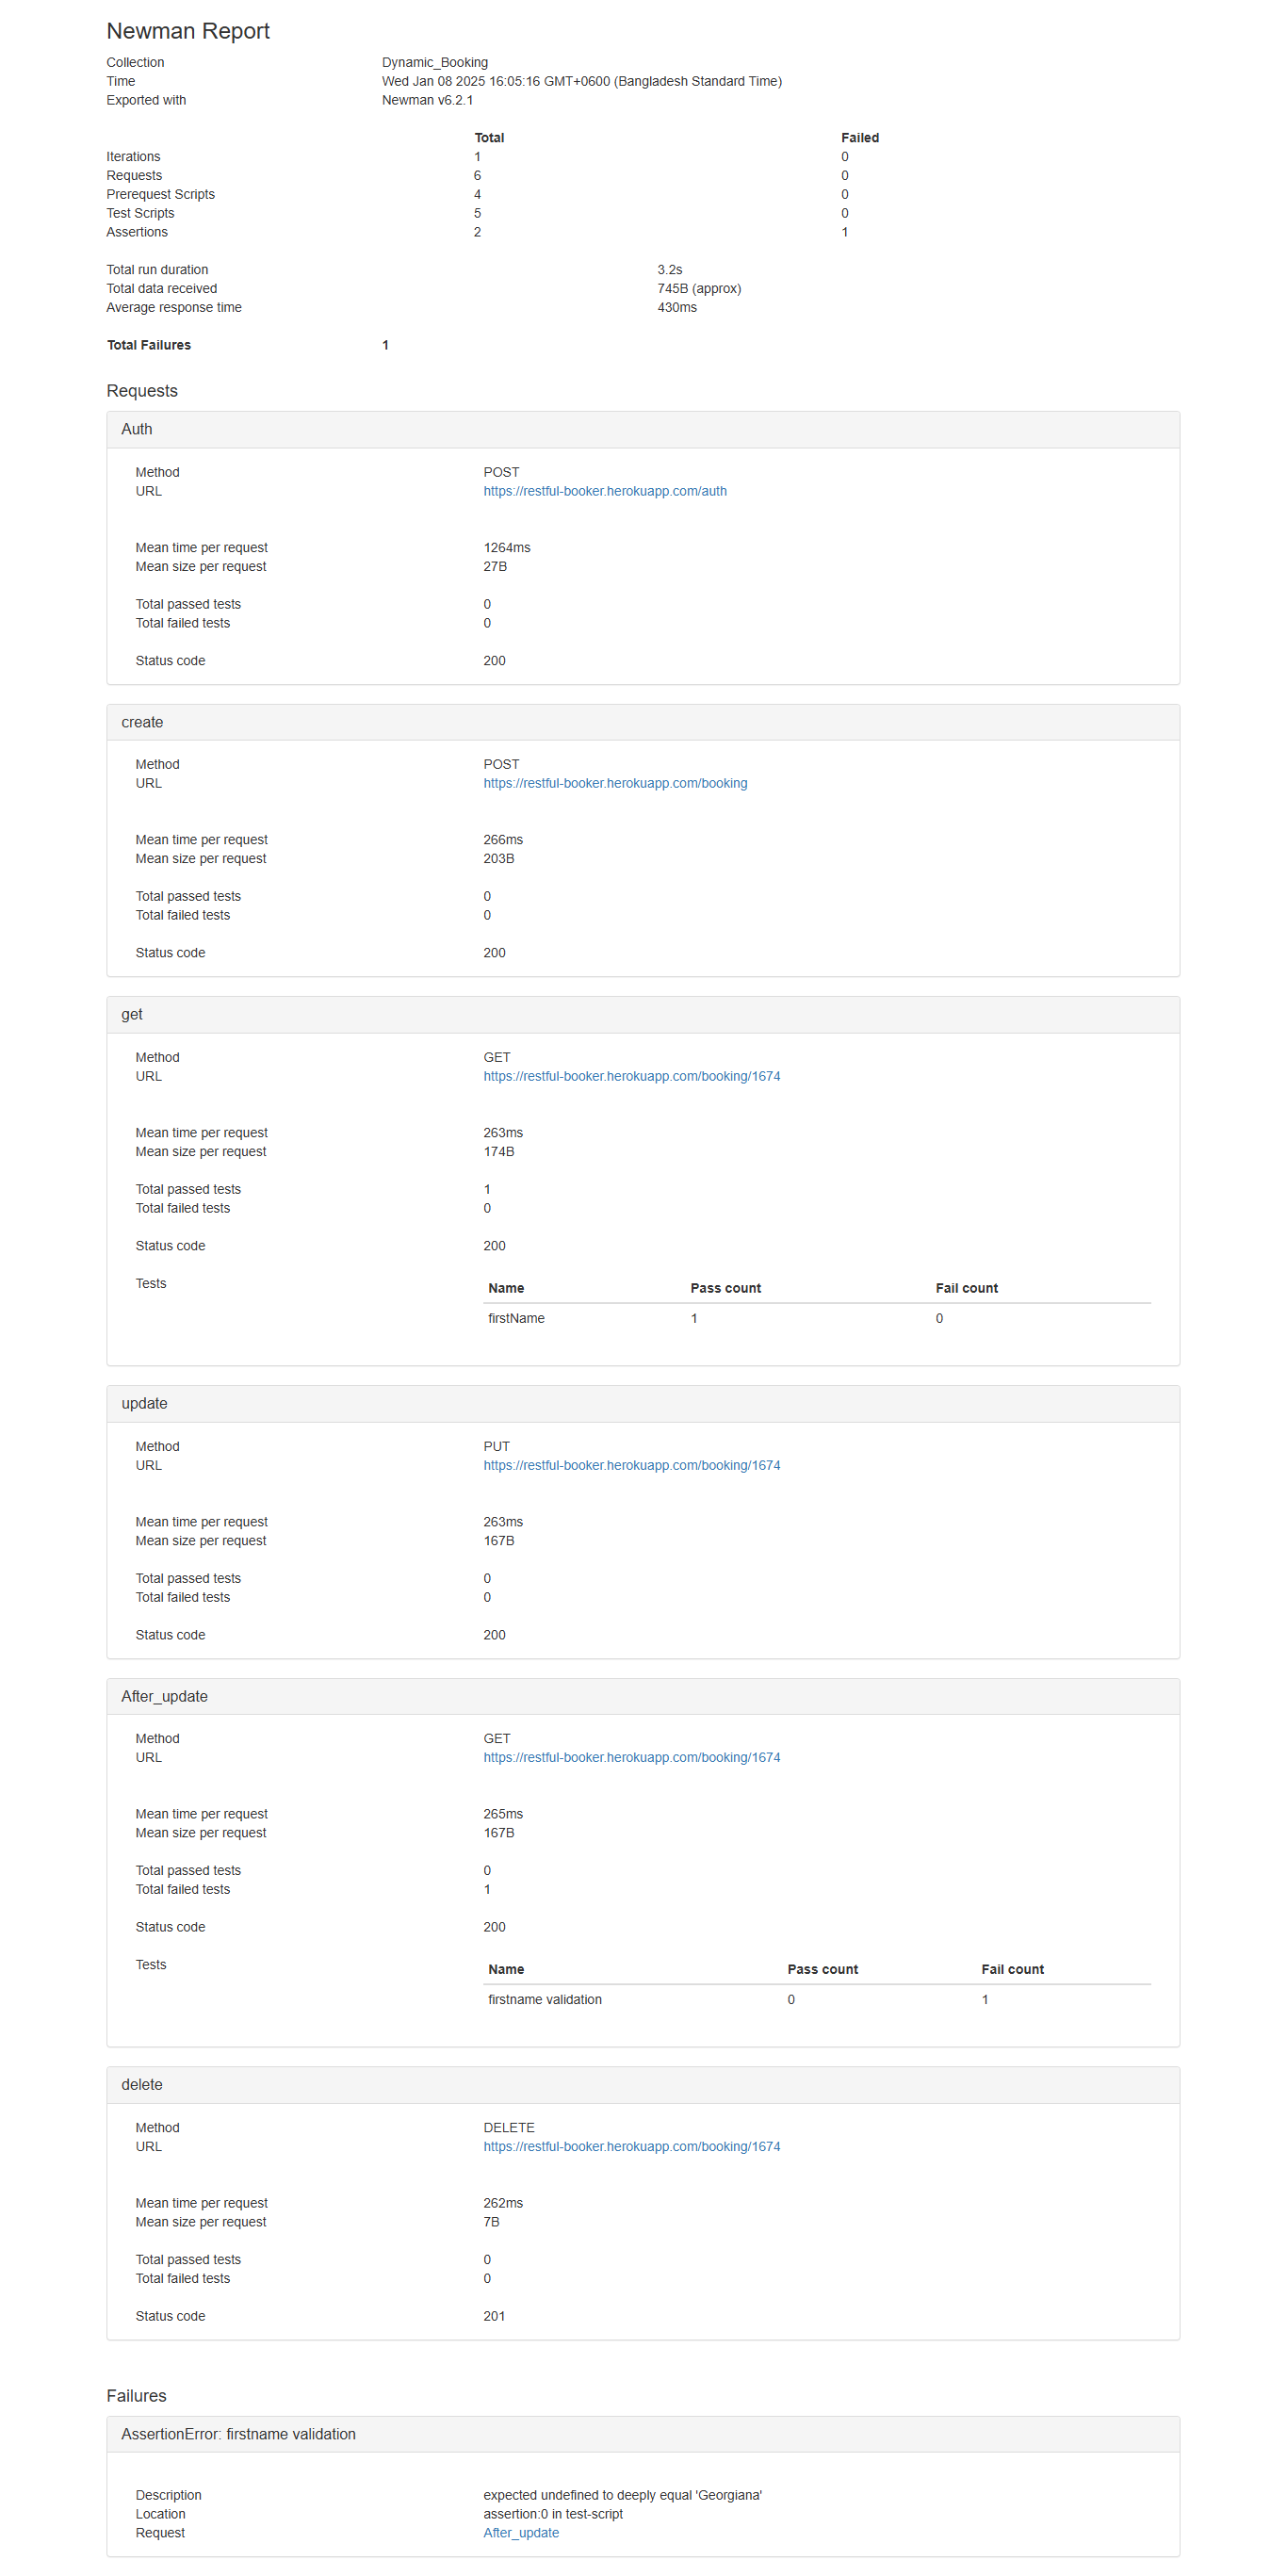 Newman Report
Collection Dynamic_Booking
Time Wed Jan 08 2025 16:05:16 GMT+0600 (Bangladesh Standard Time)
Exported with Newman v6.2.1
Total Failed
Iterations 1 0
Requests 6 0
Prerequest Scripts 4 0
Test Scripts 5 0
Assertions 2 1
Total run duration 3.2s
Total data received 745B (approx)
Average response time 430ms
Total Failures 1
Requests
Auth
Method POST
URL https://restful-booker.herokuapp.com/auth
Mean time per request 1264ms
Mean size per request 27B
Total passed tests 0
Total failed tests 0
Status code 200
create
Method POST
URL https://restful-booker.herokuapp.com/booking
Mean time per request 266ms
Mean size per request 203B
Total passed tests 0
Total failed tests 0
Status code 200
get
Method GET
URL https://restful-booker.herokuapp.com/booking/1674
Mean time per request 263ms
Mean size per request 174B
Total passed tests 1
Total failed tests 0
Status code 200
Tests Name Pass count Fail count
firstName 1 0
update
Method PUT
URL https://restful-booker.herokuapp.com/booking/1674
Mean time per request 263ms
Mean size per request 167B
Total passed tests 0
Total failed tests 0
Status code 200
After_update
Method GET
URL https://restful-booker.herokuapp.com/booking/1674
Mean time per request 265ms
Mean size per request 167B
Total passed tests 0
Total failed tests 1
Status code 200
Tests Name Pass count Fail count
firstname validation 0 1
delete
Method DELETE
URL https://restful-booker.herokuapp.com/booking/1674
Mean time per request 262ms
Mean size per request 7B
Total passed tests 0
Total failed tests 0
Status code 201
Failures
AssertionError: firstname validation
Description expected undefined to deeply equal 'Georgiana'
Location assertion:0 in test-script
Request After_update